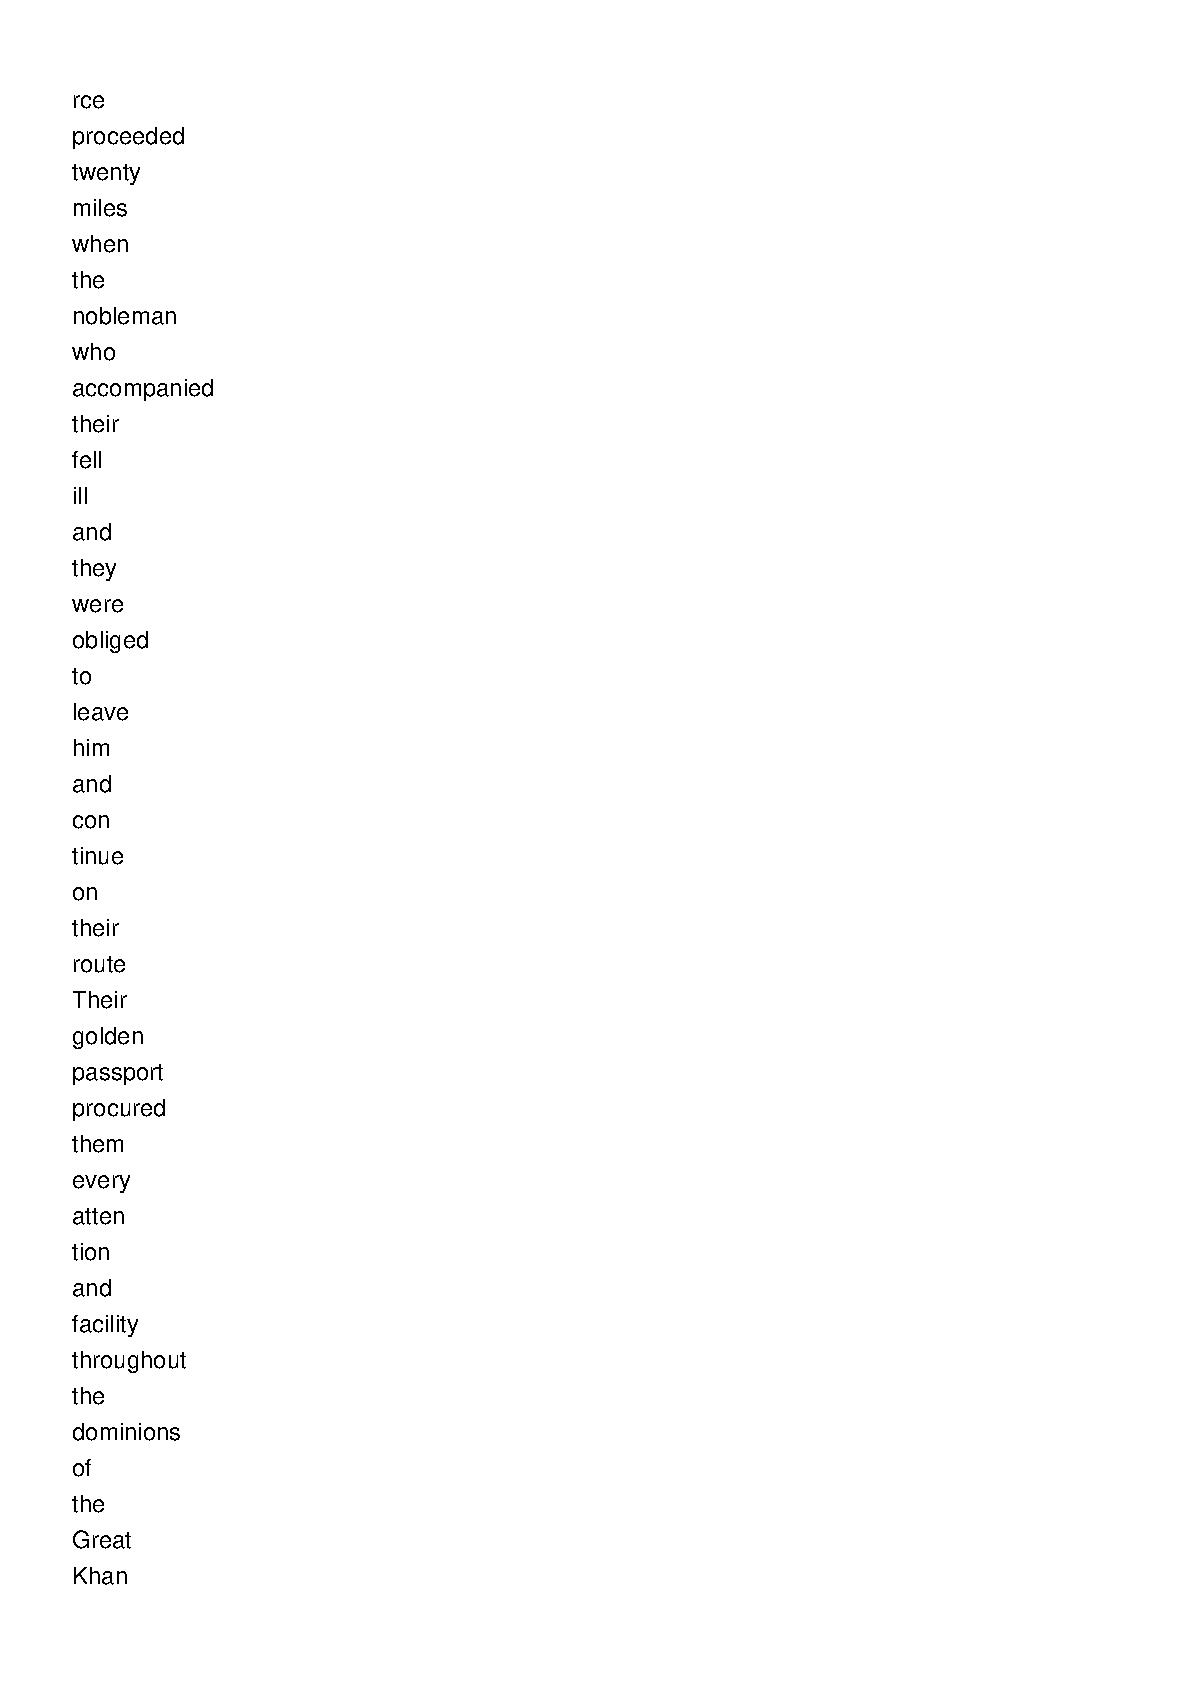 rce
proceeded
twenty
miles
when
the
nobleman
who
accompanied
their
fell
ill
and
they
were
obliged
to
leave
him
and
con
tinue
on
their
route
Their
golden
passport
procured
them
every
atten
tion
and
facility
throughout
the
dominions
of
the
Great
Khan